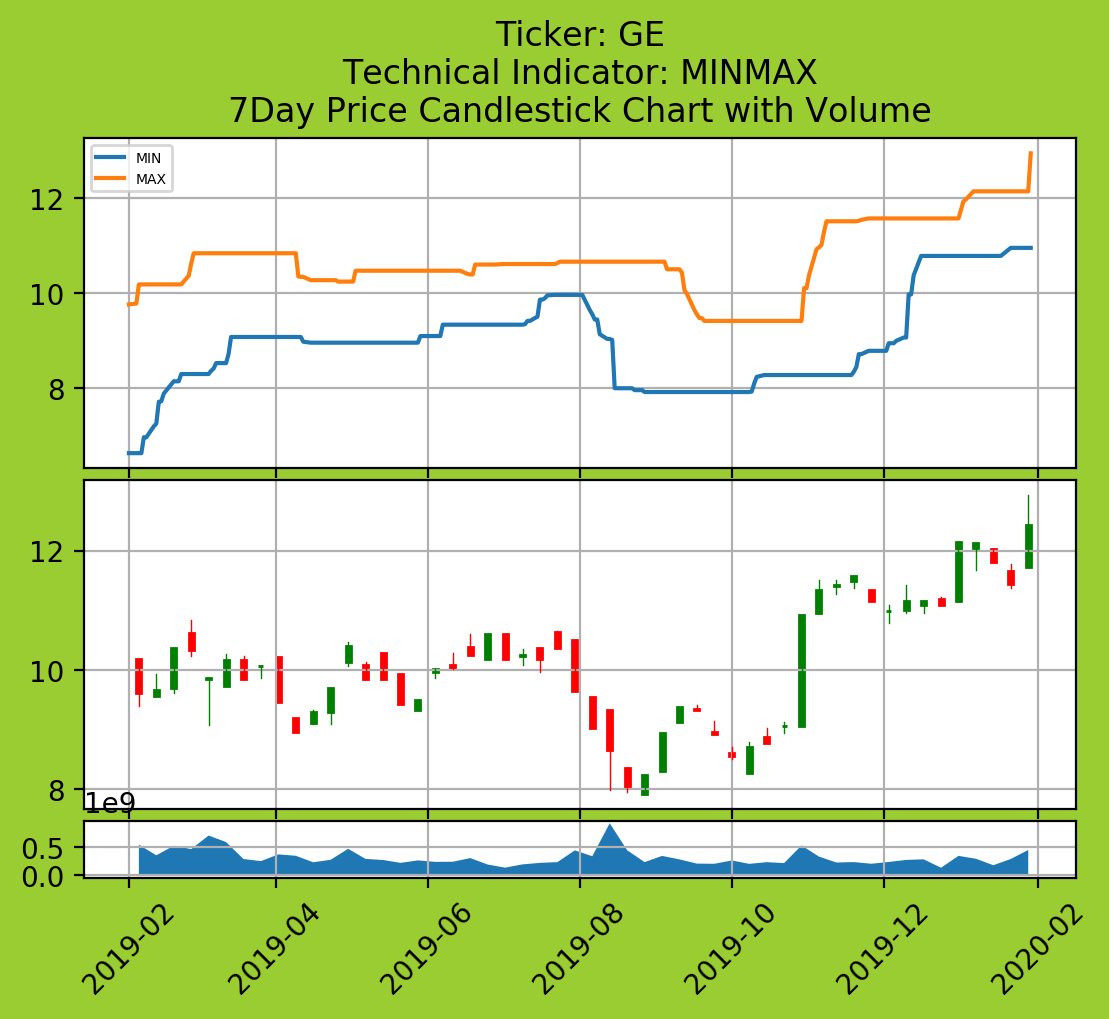 Ticker: GE
Technical Indicator: MINMAX
7Day Price Candlestick Chart with Volume
MIN
MAX
12
10
8
12
10
8
1e9
0.5
0.0
2019-02
2019-04
2019-06
2019-08
2019-10
2019-12
2020-02